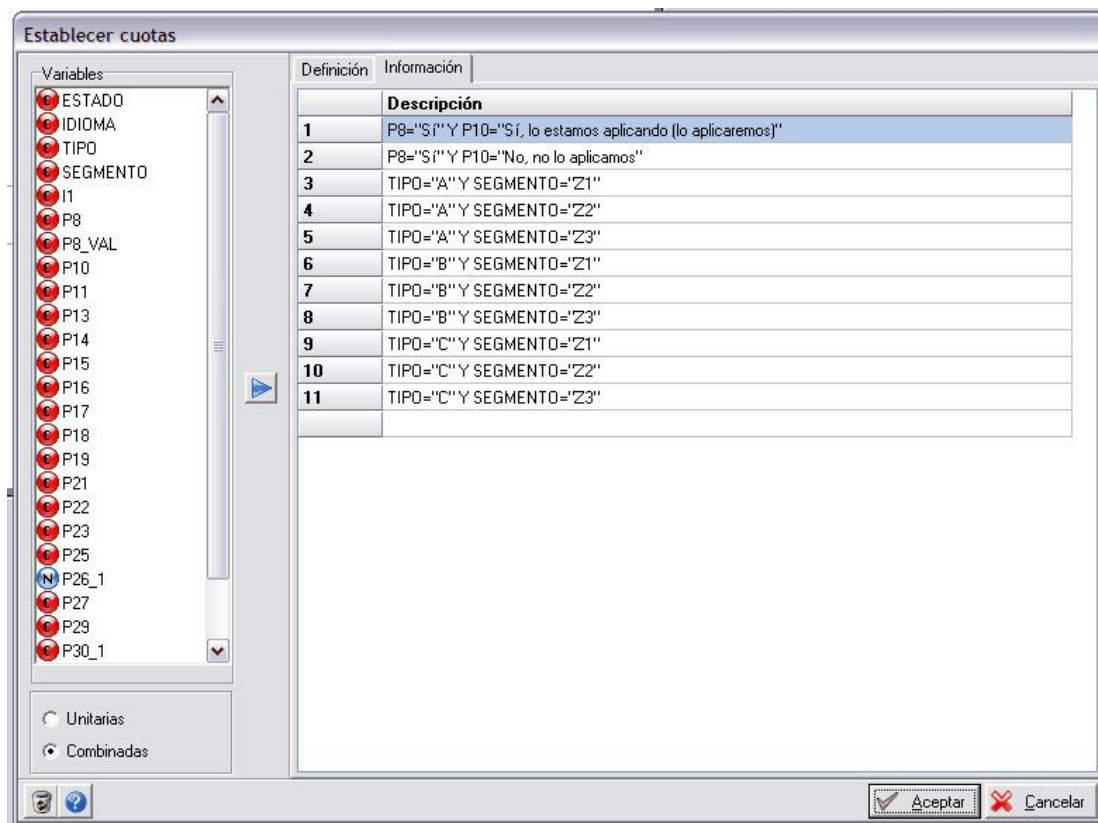 Establecer cuotas
Variables
ESTADO
IDIOMA
TIPO
SEGMENTO
I1
P8
P8_VAL
P10
P11
P13
P14
P15
P16
P17
P18
P19
P21
P22
P23
P25
P26_1
P27
P29
P30_1
Unitarias
Combinadas
Definición Información
Descripción
1 P8="Sí" Y P10="Sí, lo estamos aplicando (lo aplicaremos)"
2 P8="Sí" Y P10="No, no lo aplicamos"
3 TIPO="A" Y SEGMENTO="Z1"
4 TIPO="A" Y SEGMENTO="Z2"
5 TIPO="A" Y SEGMENTO="Z3"
6 TIPO="B" Y SEGMENTO="Z1"
7 TIPO="B" Y SEGMENTO="Z2"
8 TIPO="B" Y SEGMENTO="Z3"
9 TIPO="C" Y SEGMENTO="Z1"
10 TIPO="C" Y SEGMENTO="Z2"
11 TIPO="C" Y SEGMENTO="Z3"
Aceptar Cancelar